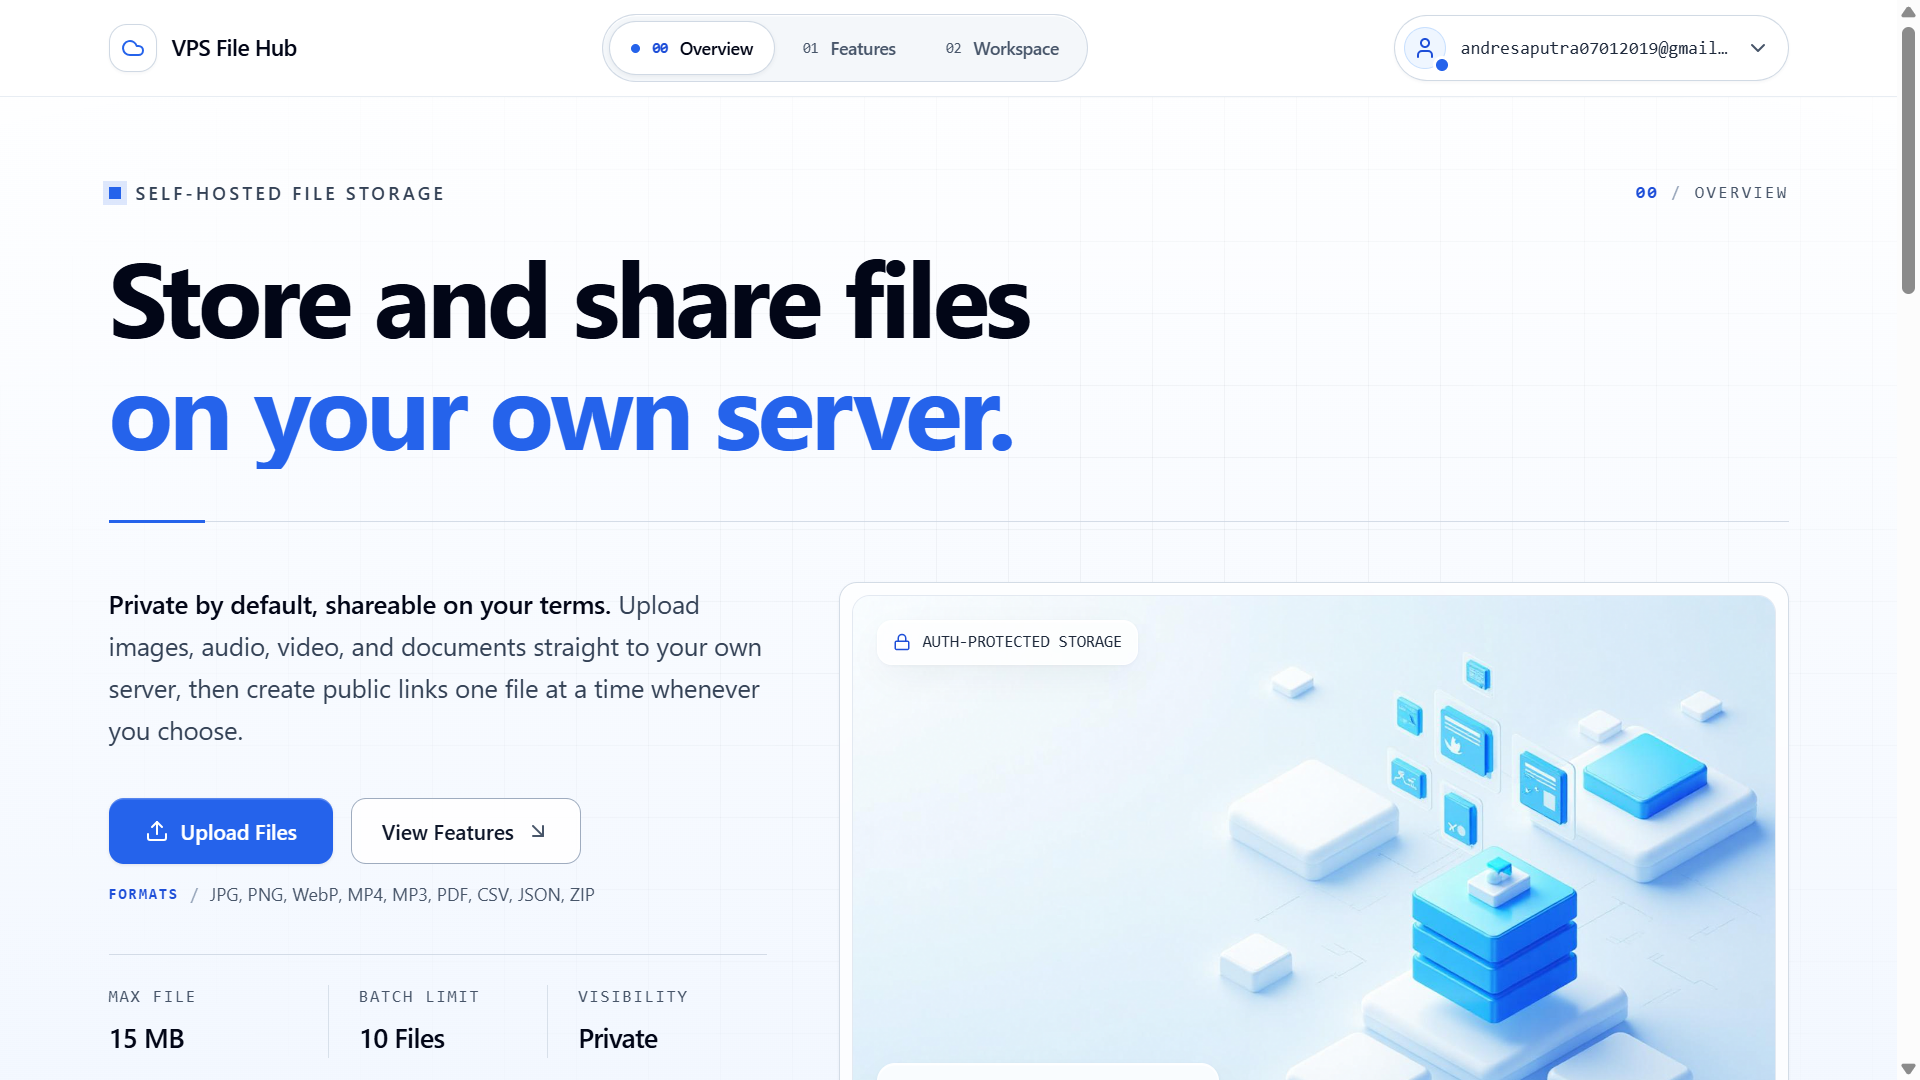 VPS File Hub
00 Overview
01 Features
02 Workspace
andresaputra07012019@gmail...
SELF-HOSTED FILE STORAGE
00 / OVERVIEW
Store and share files
on your own server.
Private by default, shareable on your terms. Upload
images, audio, video, and documents straight to your own
server, then create public links one file at a time whenever
you choose.
Upload Files
View Features
FORMATS / JPG, PNG, WebP, MP4, MP3, PDF, CSV, JSON, ZIP
MAX FILE
15 MB
BATCH LIMIT
10 Files
VISIBILITY
Private
AUTH-PROTECTED STORAGE